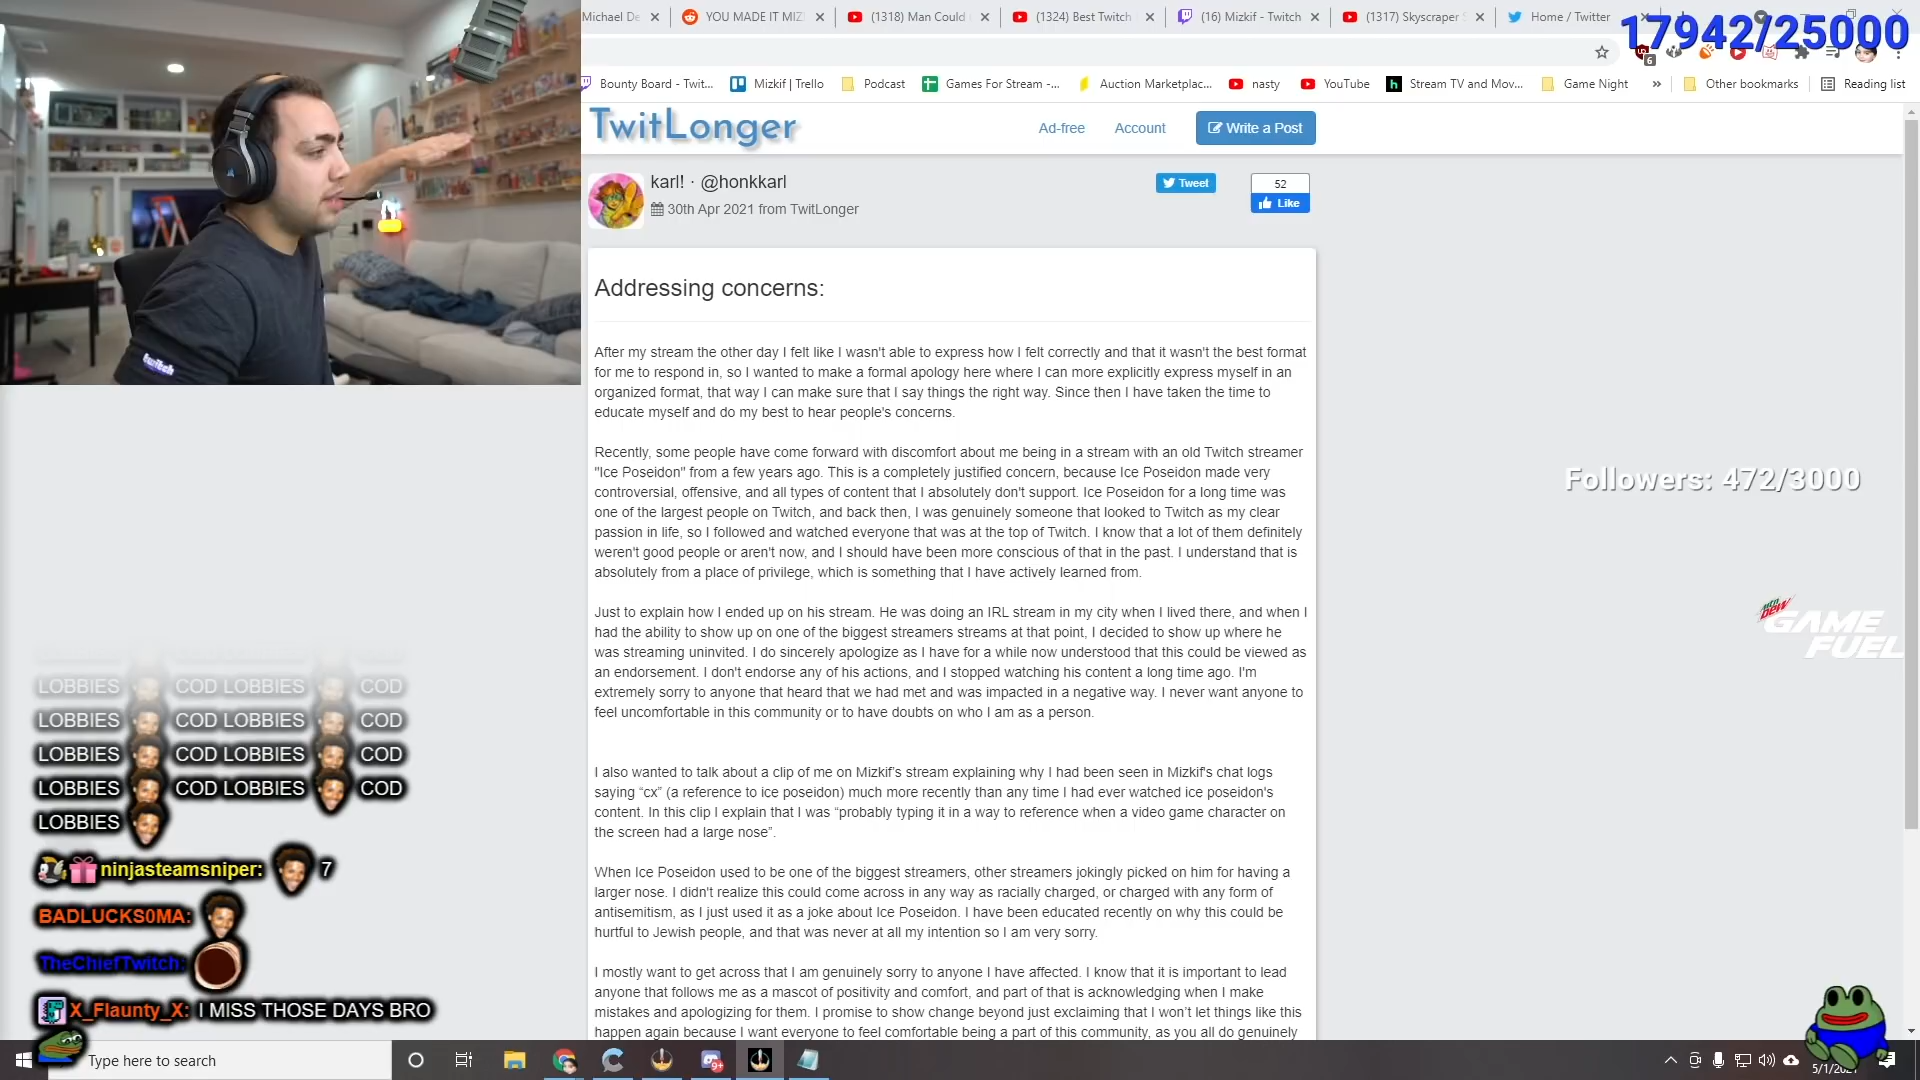 Michael De
YOU MADE IT MIZ
(1318) Man Could
(1324) Best Twitch
(16) Mizkif - Twitch
(1317) Skyscraper
Home / Twitter
17942/25000
6
Bounty Board - Twit...
Mizkif | Trello
Podcast
Games For Stream -...
Auction Marketplac...
nasty
YouTube
Stream TV and Mov...
Game Night
»
Other bookmarks
Reading list
TwitLonger
Ad-free
Account
Write a Post
karl! · @honkkarl
30th Apr 2021 from TwitLonger
Tweet
52
Like
Addressing concerns:
After my stream the other day I felt like I wasn't able to express how I felt correctly and that it wasn't the best format
for me to respond in, so I wanted to make a formal apology here where I can more explicitly express myself in an
organized format, that way I can make sure that I say things the right way. Since then I have taken the time to
educate myself and do my best to hear people's concerns.
Recently, some people have come forward with discomfort about me being in a stream with an old Twitch streamer
"Ice Poseidon" from a few years ago. This is a completely justified concern, because Ice Poseidon made very
controversial, offensive, and all types of content that I absolutely don't support. Ice Poseidon for a long time was
one of the largest people on Twitch, and back then, I was genuinely someone that looked to Twitch as my clear
passion in life, so I followed and watched everyone that was at the top of Twitch. I know that a lot of them definitely
weren't good people or aren't now, and I should have been more conscious of that in the past. I understand that is
absolutely from a place of privilege, which is something that I have actively learned from.
Just to explain how I ended up on his stream. He was doing an IRL stream in my city when I lived there, and when I
had the ability to show up on one of the biggest streamers streams at that point, I decided to show up where he
was streaming uninvited. I do sincerely apologize as I have for a while now understood that this could be viewed as
an endorsement. I don't endorse any of his actions, and I stopped watching his content a long time ago. I'm
extremely sorry to anyone that heard that we had met and was impacted in a negative way. I never want anyone to
feel uncomfortable in this community or to have doubts on who I am as a person.
I also wanted to talk about a clip of me on Mizkif's stream explaining why I had been seen in Mizkif's chat logs
saying “cx” (a reference to ice poseidon) much more recently than any time I had ever watched ice poseidon's
content. In this clip I explain that I was “probably typing it in a way to reference when a video game character on
the screen had a large nose”.
When Ice Poseidon used to be one of the biggest streamers, other streamers jokingly picked on him for having a
larger nose. I didn't realize this could come across in any way as racially charged, or charged with any form of
antisemitism, as I just used it as a joke about Ice Poseidon. I have been educated recently on why this could be
hurtful to Jewish people, and that was never at all my intention so I am very sorry.
I mostly want to get across that I am genuinely sorry to anyone I have affected. I know that it is important to lead
anyone that follows me as a mascot of positivity and comfort, and part of that is acknowledging when I make
mistakes and apologizing for them. I promise to show change beyond just exclaiming that I won't let things like this
happen again because I want everyone to feel comfortable being a part of this community, as you all do genuinely
Followers: 472/3000
mtn DEW
GAME
FUEL
twitch
LOBBIES COD LOBBIES COD
LOBBIES COD LOBBIES COD
LOBBIES COD LOBBIES COD
LOBBIES COD LOBBIES COD
LOBBIES
ninjasteamsniper: 7
BADLUCKS0MA:
TheChiefTwitch:
X_Flaunty_X: I MISS THOSE DAYS BRO
Type here to search
9+